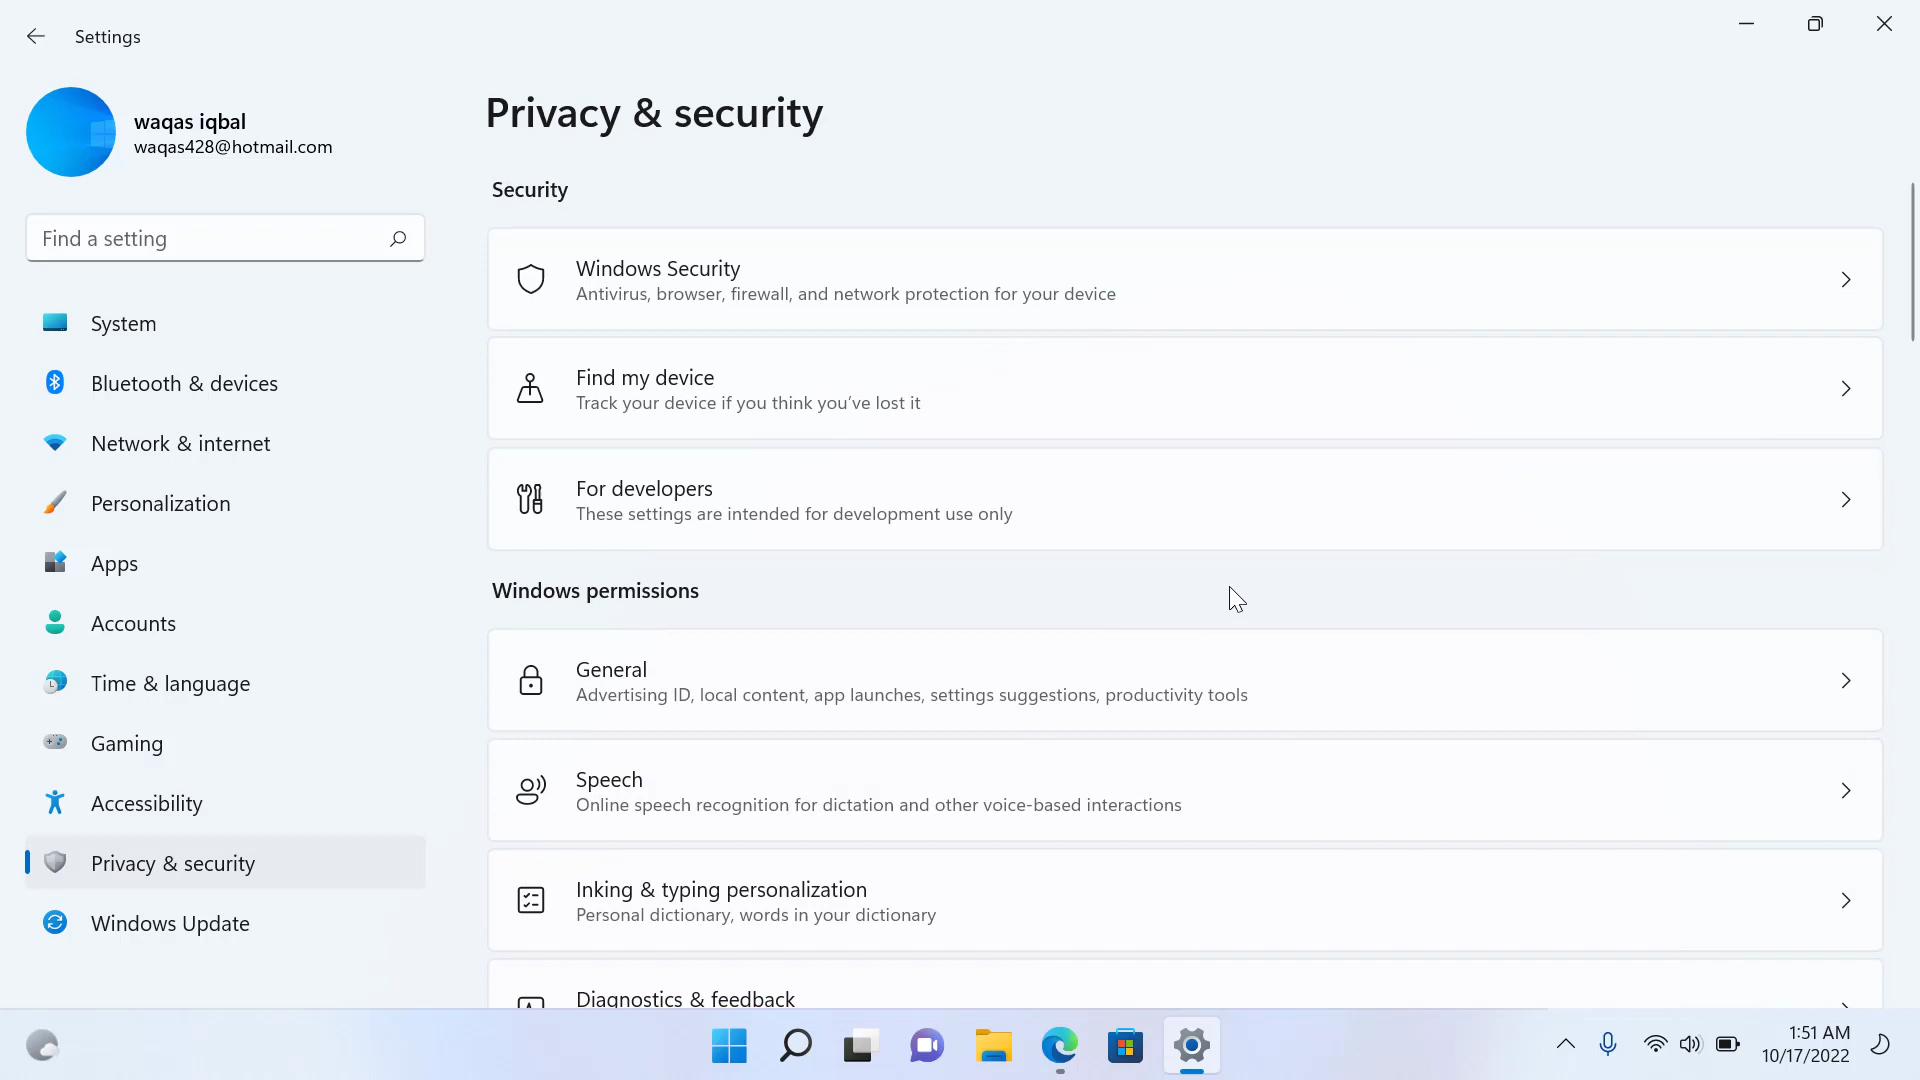 Settings
waqas iqbal
waqas428@hotmail.com
Find a setting
System
Bluetooth & devices
Network & internet
Personalization
Apps
Accounts
Time & language
Gaming
Accessibility
Privacy & security
Windows Update
Privacy & security
Security
Windows Security
Antivirus, browser, firewall, and network protection for your device
Find my device
Track your device if you think you’ve lost it
For developers
These settings are intended for development use only
Windows permissions
General
Advertising ID, local content, app launches, settings suggestions, productivity tools
Speech
Online speech recognition for dictation and other voice-based interactions
Inking & typing personalization
Personal dictionary, words in your dictionary
Diagnostics & feedback
1:51 AM
10/17/2022